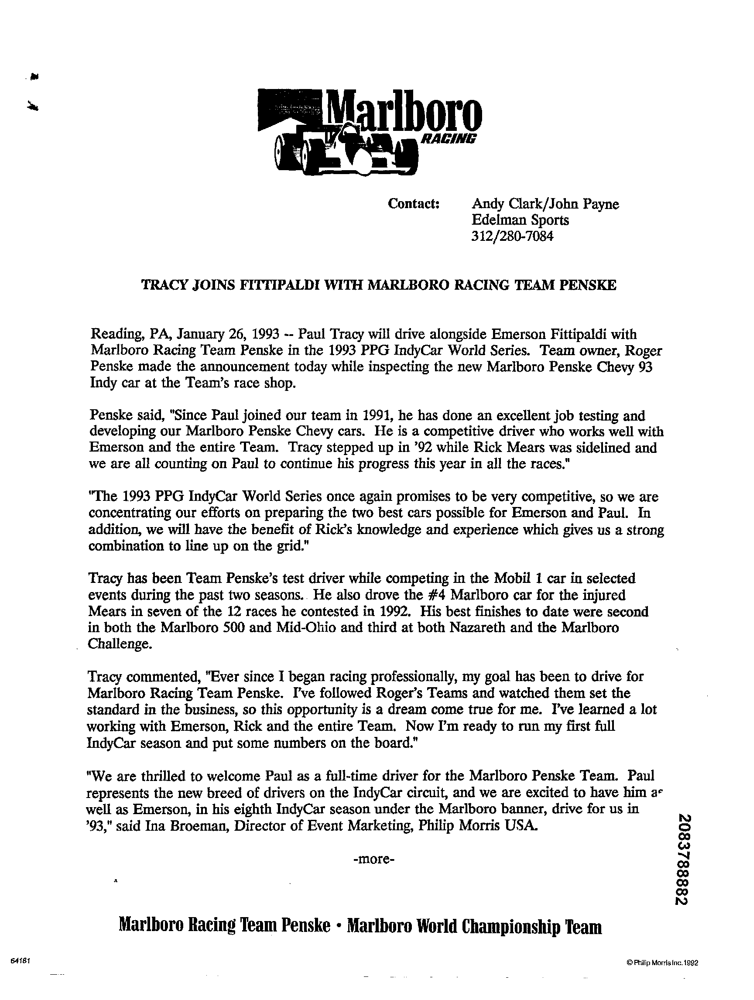 Marlboro
RACING
Contact: Andy Clark/John Payne
Edelman Sports
312/280-7084
TRACY JOINS FITTIPALDI WITH MARLBORO RACING TEAM PENSKE
Reading, PA, January 26, 1993 -- Paul Tracy will drive alongside Emerson Fittipaldi with
Marlboro Racing Team Penske in the 1993 PPG IndyCar World Series. Team owner, Roger
Penske made the announcement today while inspecting the new Marlboro Penske Chevy 93
Indy car at the Team's race shop.
Penske said, "Since Paul joined our team in 1991, he has done an excellent job testing and
developing our Marlboro Penske Chevy cars. He is a competitive driver who works well with
Emerson and the entire Team. Tracy stepped up in '92 while Rick Mears was sidelined and
we are all counting on Paul to continue his progress this year in all the races."
"The 1993 PPG IndyCar World Series once again promises to be very competitive, so we are
concentrating our efforts on preparing the two best cars possible for Emerson and Paul. In
addition, we will have the benefit of Rick's knowledge and experience which gives us a strong
combination to line up on the grid."
Tracy has been Team Penske's test driver while competing in the Mobil 1 car in selected
events during the past two seasons. He also drove the #4 Marlboro car for the injured
Mears in seven of the 12 races he contested in 1992. His best finishes to date were second
in both the Marlboro 500 and Mid-Ohio and third at both Nazareth and the Marlboro
Challenge.
Tracy commented, "Ever since I began racing professionally, my goal has been to drive for
Marlboro Racing Team Penske. I've followed Roger's Teams and watched them set the
standard in the business, so this opportunity is a dream come true for me. I've learned a lot
working with Emerson, Rick and the entire Team. Now I'm ready to run my first full
IndyCar season and put some numbers on the board."
"We are thrilled to welcome Paul as a full-time driver for the Marlboro Penske Team. Paul
represents the new breed of drivers on the IndyCar circuit, and we are excited to have him as
well as Emerson, in his eighth IndyCar season under the Marlboro banner, drive for us in
'93," said Ina Broeman, Director of Event Marketing, Philip Morris USA.
-more-
2083788882
Marlboro Racing Team Penske • Marlboro World Championship Team
64181
© Philip Morris Inc. 1992